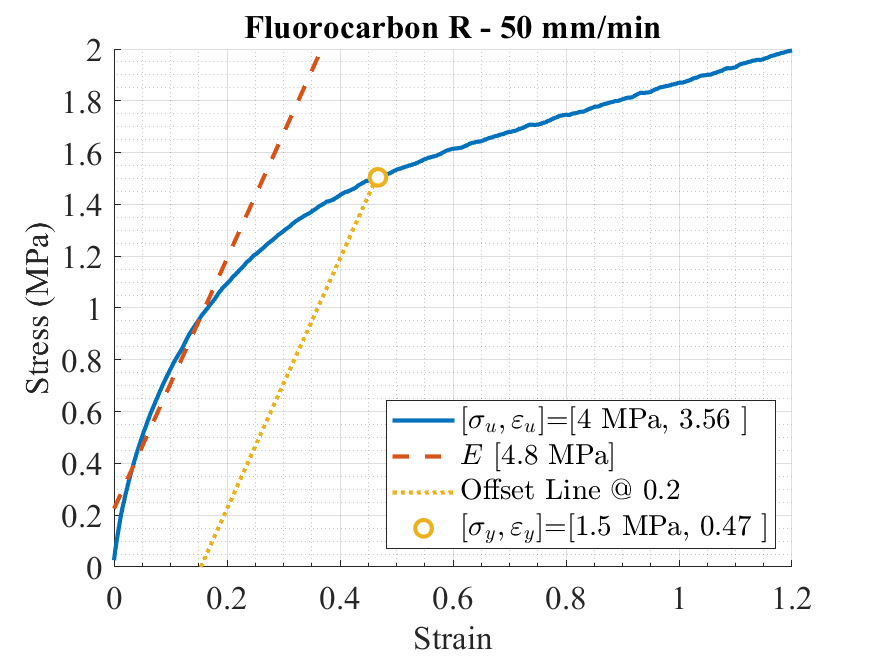 Fluorocarbon R - 50 mm/min
Stress (MPa)
2
1.8
1.6
1.4
1.2
1
0.8
0.6
0.4
0.2
0
[σu, εu]=[4 MPa, 3.56 ]
E [4.8 MPa]
Offset Line @ 0.2
[σy, εy]=[1.5 MPa, 0.47 ]
0 0.2 0.4 0.6 0.8 1 1.2
Strain